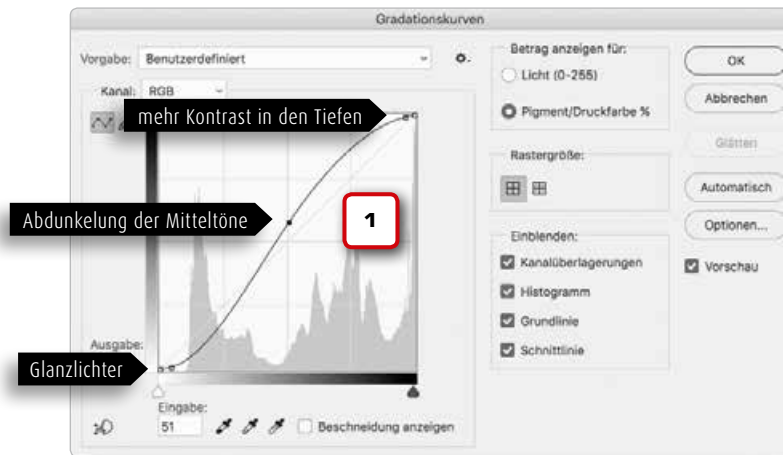 Gradationskurven
Vorgabe: Benutzerdefiniert
Kanal: RGB
mehr Kontrast in den Tiefen
Abdunkelung der Mitteltöne
1
Ausgabe:
Glanzlichter
Eingabe:
51
Beschneidung anzeigen
Betrag anzeigen für:
Licht (0-255)
Pigment/Druckfarbe %
Rastergröße:
Einblenden:
Kanalüberlagerungen
Histogramm
Grundlinie
Schnittlinie
OK
Abbrechen
Glätten
Automatisch
Optionen...
Vorschau